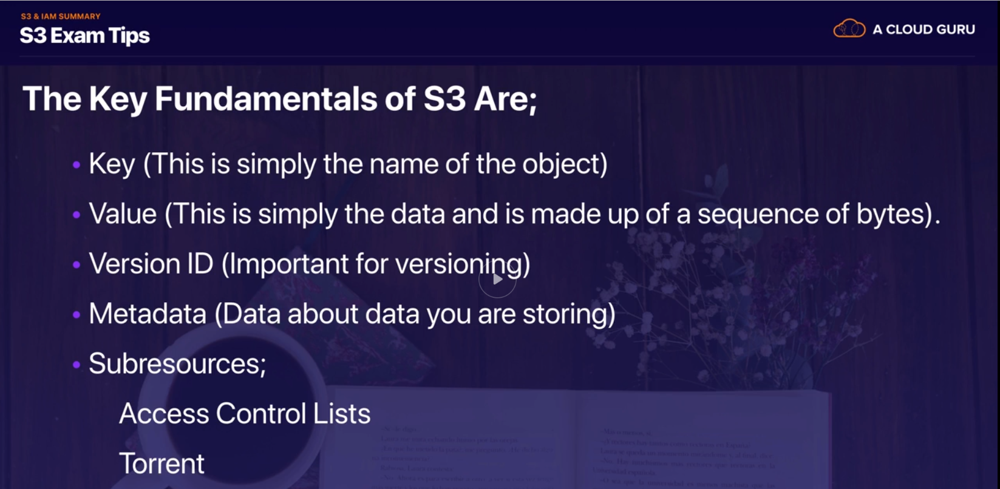 S3 & IAM SUMMARY
S3 Exam Tips
A CLOUD GURU
The Key Fundamentals of S3 Are;
• Key (This is simply the name of the object)
• Value (This is simply the data and is made up of a sequence of bytes).
• Version ID (Important for versioning)
• Metadata (Data about data you are storing)
• Subresources;
Access Control Lists
Torrent